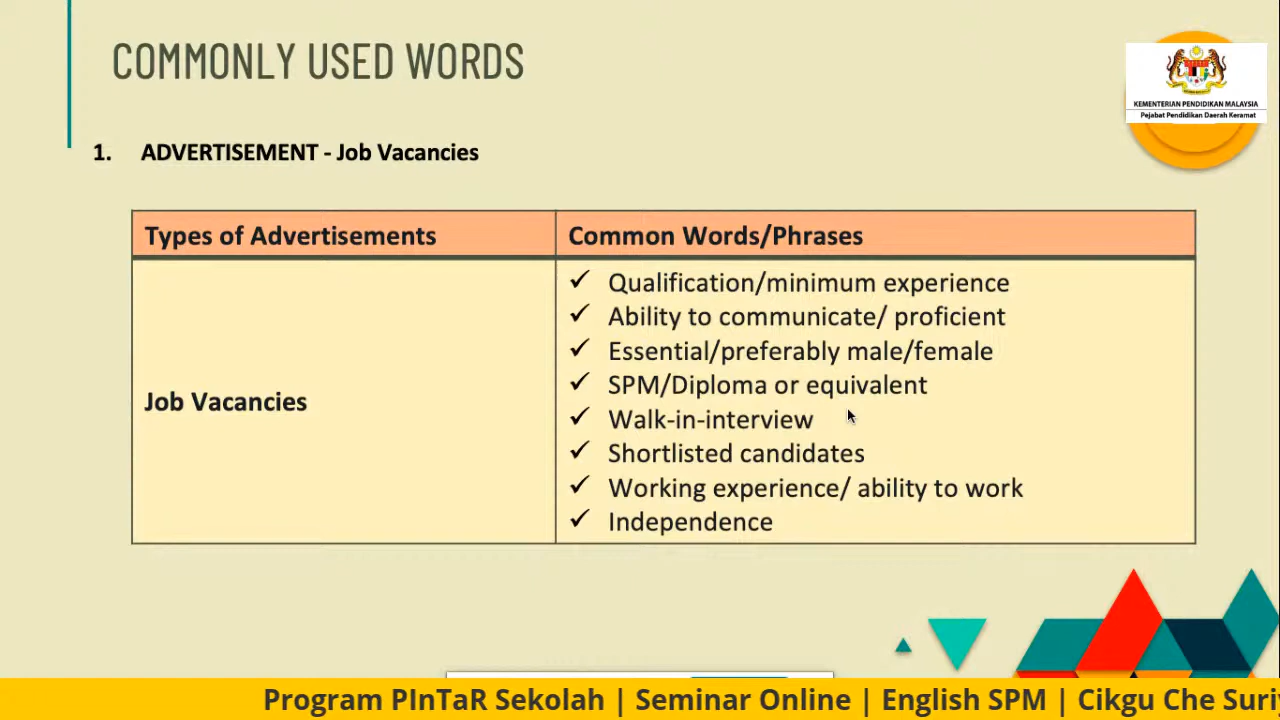 COMMONLY USED WORDS
KEMENTERIAN PENDIDIKAN MALAYSIA
Pejabat Pendidikan Daerah Keramat
1. ADVERTISEMENT - Job Vacancies
Types of Advertisements
Common Words/Phrases
Job Vacancies
✓ Qualification/minimum experience
✓ Ability to communicate/ proficient
✓ Essential/preferably male/female
✓ SPM/Diploma or equivalent
✓ Walk-in-interview
✓ Shortlisted candidates
✓ Working experience/ ability to work
✓ Independence
Program PInTaR Sekolah | Seminar Online | English SPM | Cikgu Che